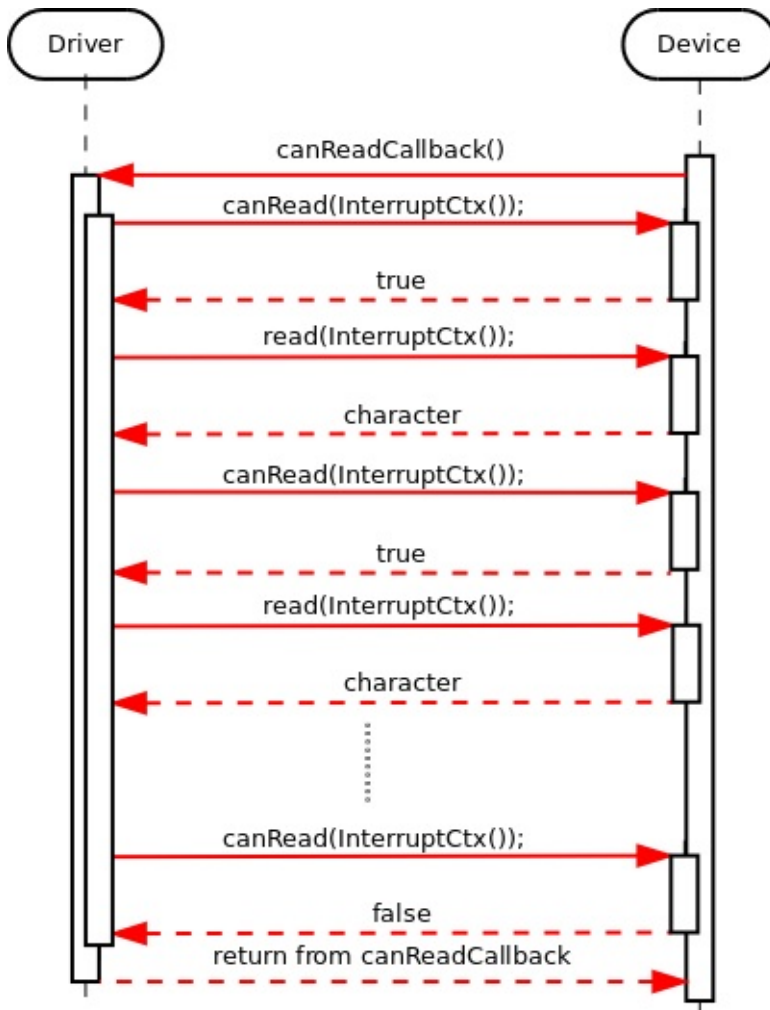 Driver
Device
canReadCallback()
canRead(InterruptCtx());
true
read(InterruptCtx());
character
canRead(InterruptCtx());
true
read(InterruptCtx());
character
canRead(InterruptCtx());
false
return from canReadCallback